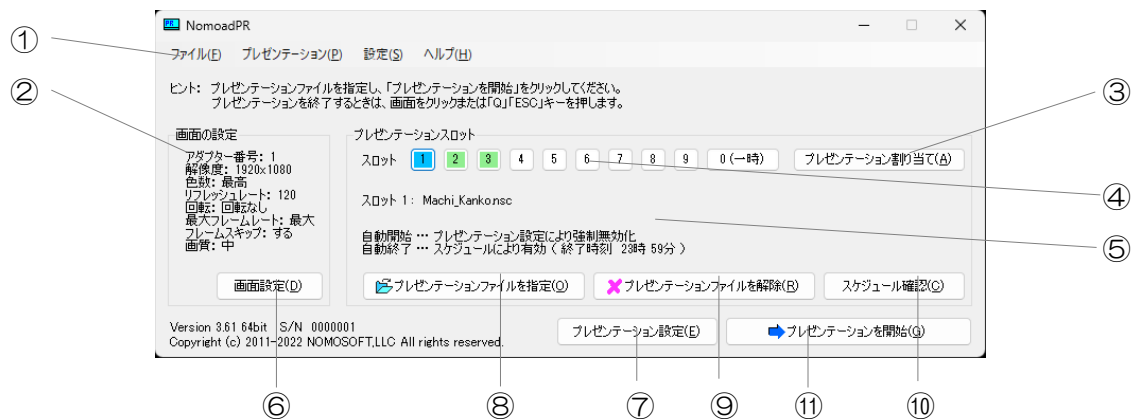 NomoadPR
① ファイル(F) プレゼンテーション(P) 設定(S) ヘルプ(H)
② ヒント: プレゼンテーションファイルを指定し、「プレゼンテーションを開始」をクリックしてください。 ③
プレゼンテーションを終了するときは、画面をクリックまたは「Q」「ESC」キーを押します。
画面の設定
アダプター番号: 1
解像度: 1920x1080
色数: 最高
リフレッシュレート: 120
回転: 回転なし
最大フレームレート: 最大
フレームスキップ: する
画質:中
画面設定(D)
プレゼンテーションスロット
スロット 1 2 3 4 5 6 7 8 9 0 (一時) プレゼンテーション割り当て(A)
④
スロット 1 : Machi_Kanko.nsc
⑤
自動開始 … プレゼンテーション設定により強制無効化
自動終了 … スケジュールにより有効 ( 終了時刻 23時 59分 )
プレゼンテーションファイルを指定(O) プレゼンテーションファイルを解除(R) スケジュール確認(C)
Version 3.61 64bit S/N 0000001
Copyright (c) 2011-2022 NOMOSOFT,LLC All rights reserved.
プレゼンテーション設定(E) プレゼンテーションを開始(G)
⑥ ⑧ ⑦ ⑨ ⑪ ⑩